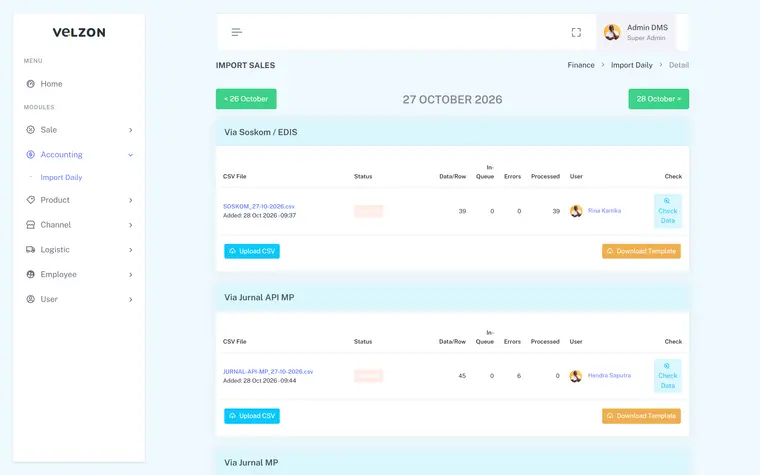 VELZON
MENU
Home
MODULES
Sale
Accounting
Import Daily
Product
Channel
Logistic
Employee
User
Admin DMS
Super Admin
IMPORT SALES
Finance > Import Daily > Detail
< 26 October
27 OCTOBER 2026
28 October >
Via Soskom / EDIS
CSV File Status Data/Row In-Queue Errors Processed User Check
SOSKOM_27-10-2026.csv
Added: 28 Oct 2026 - 09:37
39 0 0 39 Rina Kartika
Check Data
Upload CSV
Download Template
Via Jurnal API MP
CSV File Status Data/Row In-Queue Errors Processed User Check
JURNAL-API-MP_27-10-2026.csv
Added: 28 Oct 2026 - 09:44
45 0 6 0 Hendra Saputra
Check Data
Upload CSV
Download Template
Via Jurnal MP